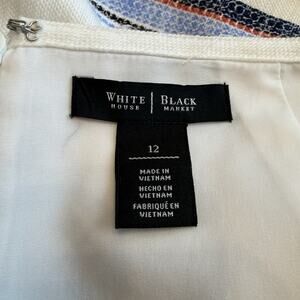 WHITE | BLACK
HOUSE | MARKET
12
MADE IN
VIETNAM
HECHO EN
VIETNAM
FABRIQUÉ EN
VIETNAM